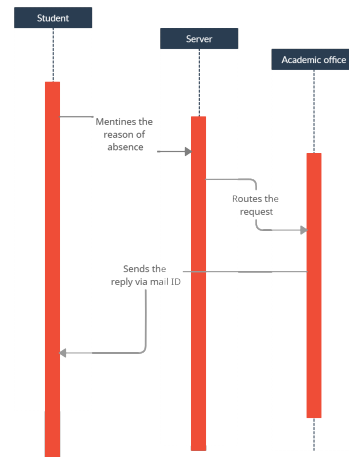 Student
Server
Academic office
Mentines the
reason of
absence
Routes the
request
Sends the
reply via mail ID